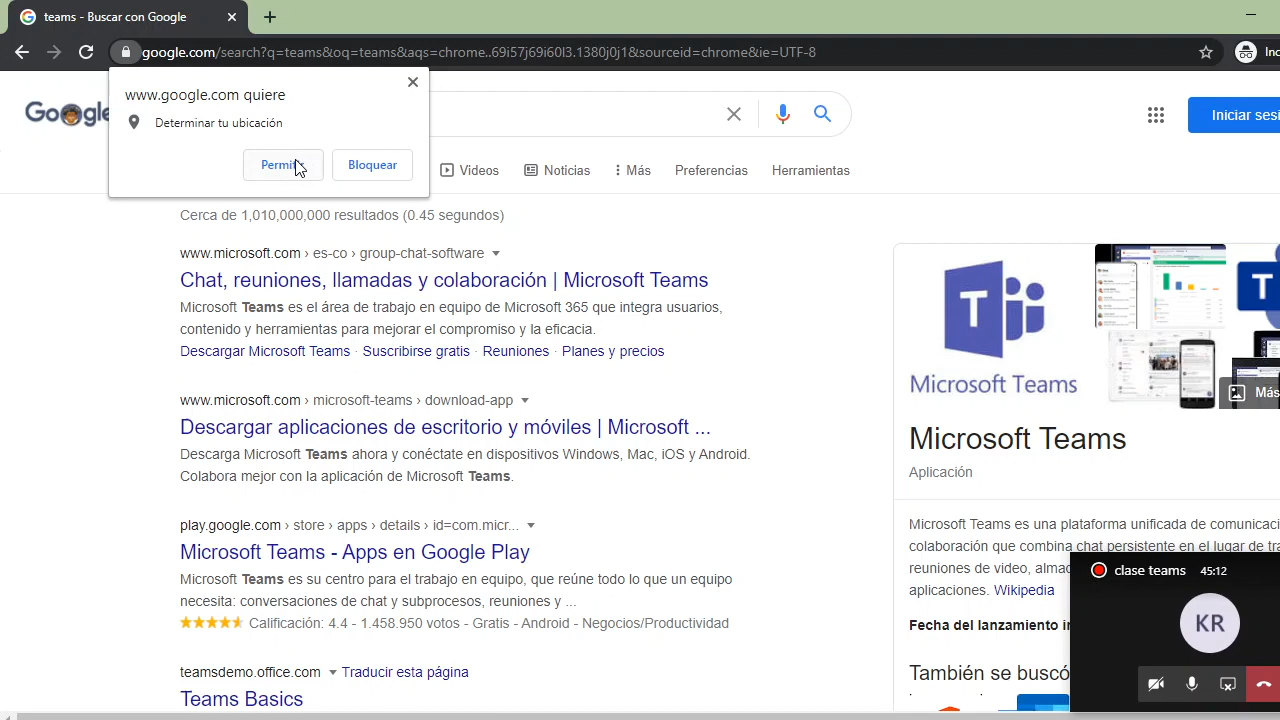 teams - Buscar con Google
google.com/search?q=teams&oq=teams&aqs=chrome..69i57j69i60l3.1380j0j1&sourceid=chrome&ie=UTF-8
www.google.com quiere
Determinar tu ubicación
Bloquear
Google
Iniciar sesi
Videos
Noticias
Más
Preferencias
Herramientas
Cerca de 1,010,000,000 resultados (0.45 segundos)
www.microsoft.com › es-co › group-chat-software
Chat, reuniones, llamadas y colaboración | Microsoft Teams
Microsoft Teams es el área de trabajo de chat en Microsoft 365 que integra usuarios,
contenido y herramientas para mejorar el compromiso y la eficacia.
Descargar Microsoft Teams · Suscribirse gratis · Reuniones · Planes y precios
www.microsoft.com › microsoft-teams › download-app
Descargar aplicaciones de escritorio y móviles | Microsoft ...
Descarga Microsoft Teams ahora y conéctate en dispositivos Windows, Mac, iOS y Android.
Colabora mejor con la aplicación de Microsoft Teams.
play.google.com › store › apps › details › id=com.micr...
Microsoft Teams - Apps en Google Play
Microsoft Teams es su centro para el trabajo en equipo, que reúne todo lo que un equipo
necesita: conversaciones de chat y subprocesos, reuniones y ...
Calificación: 4.4 - 1.458.950 votos - Gratis - Android - Negocios/Productividad
teamsdemo.office.com
Traducir esta página
Teams Basics
Microsoft Teams
Más
Microsoft Teams
Aplicación
Microsoft Teams es una plataforma unificada de comunicaci
colaboración que combina chat persistente en el lugar de tra
reuniones de video, alma
aplicaciones. Wikipedia
Fecha del lanzamiento in
También se buscó
clase teams 45:12
KR